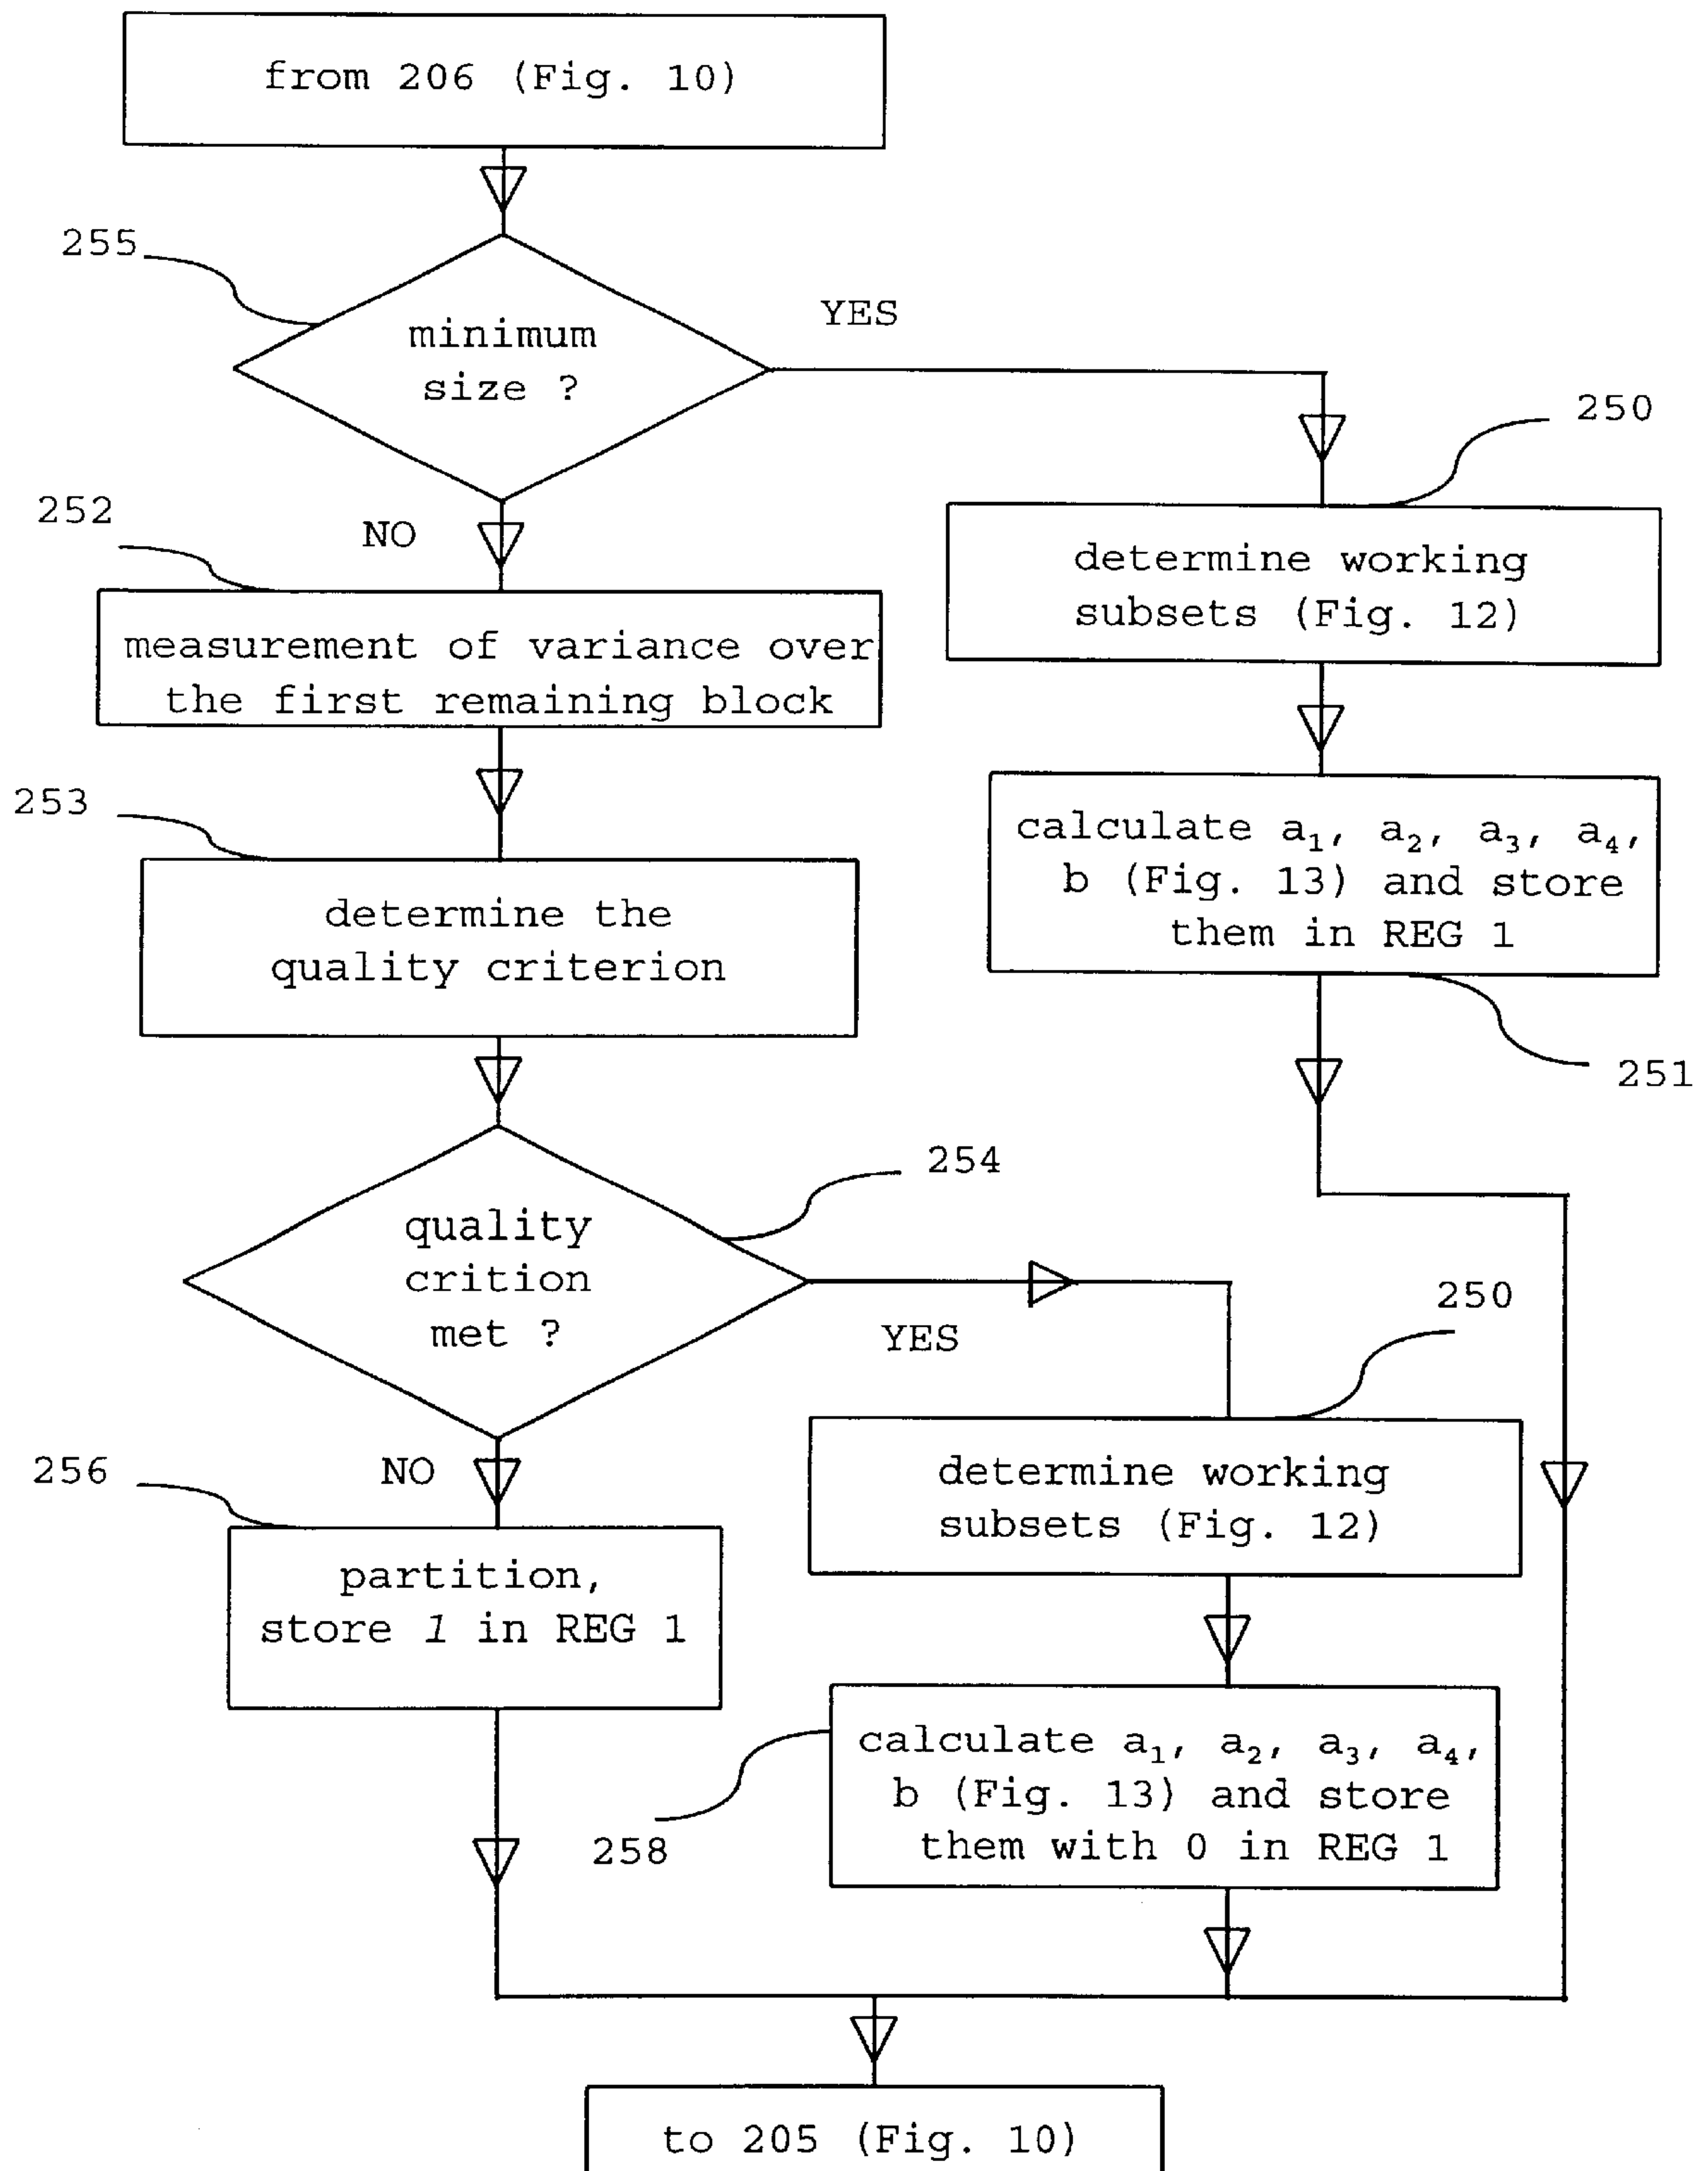 from 206 (Fig. 10)
255
minimum
size ?
YES
NO
250
determine working
subsets (Fig. 12)
252
measurement of variance over
the first remaining block
calculate a₁, a₂, a₃, a₄,
b (Fig. 13) and store
them in REG 1
251
253
determine the
quality criterion
254
quality
crition
met ?
YES
NO
250
determine working
subsets (Fig. 12)
256
partition,
store 1 in REG 1
calculate a₁, a₂, a₃, a₄,
b (Fig. 13) and store
them with 0 in REG 1
258
to 205 (Fig. 10)